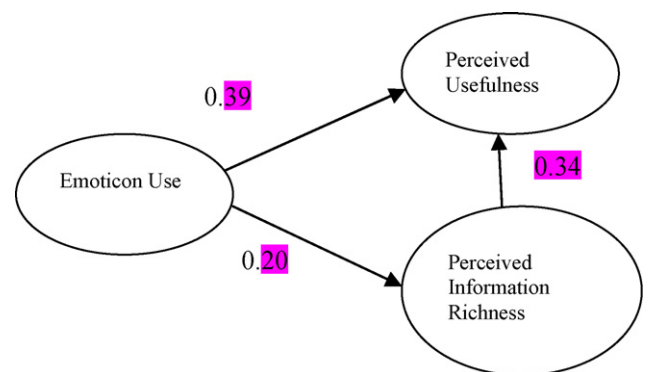 Perceived
Usefulness
0.39
Emoticon Use
0.34
0.20
Perceived
Information
Richness